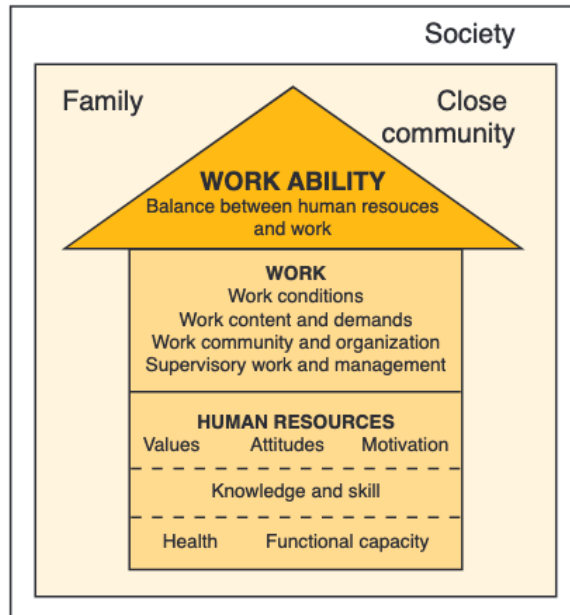 Society
Family
Close
community
WORK ABILITY
Balance between human resouces
and work
WORK
Work conditions
Work content and demands
Work community and organization
Supervisory work and management
HUMAN RESOURCES
Values Attitudes Motivation
Knowledge and skill
Health Functional capacity